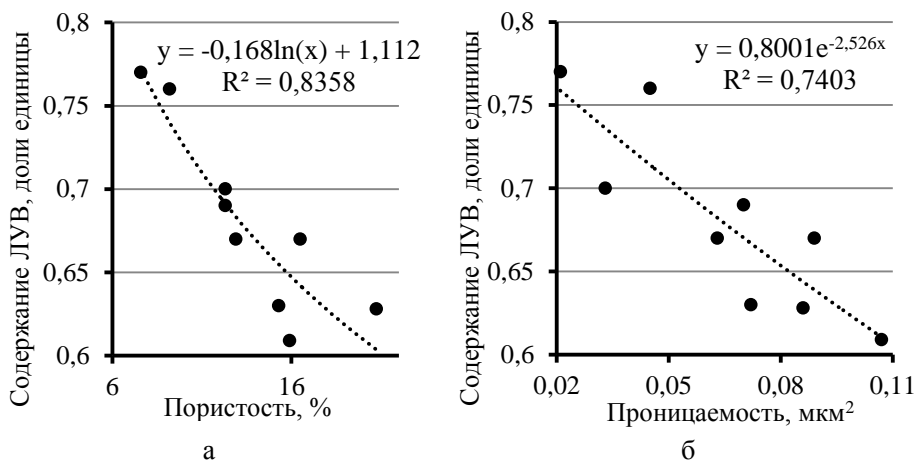 Содержание ЛУВ, доли единицы
0,8
0,75
0,7
0,65
0,6
y = -0,168ln(x) + 1,112
R² = 0,8358
6
16
Пористость, %
а
Содержание ЛУВ, доли единицы
0,8
0,75
0,7
0,65
0,6
y = 0,8001e^-2,526x
R² = 0,7403
0,02
0,05
0,08
0,11
Проницаемость, мкм²
б